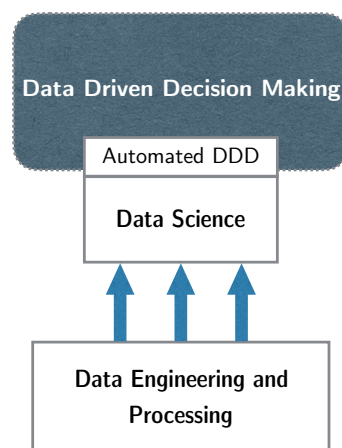 Data Driven Decision Making
Automated DDD
Data Science
Data Engineering and
Processing